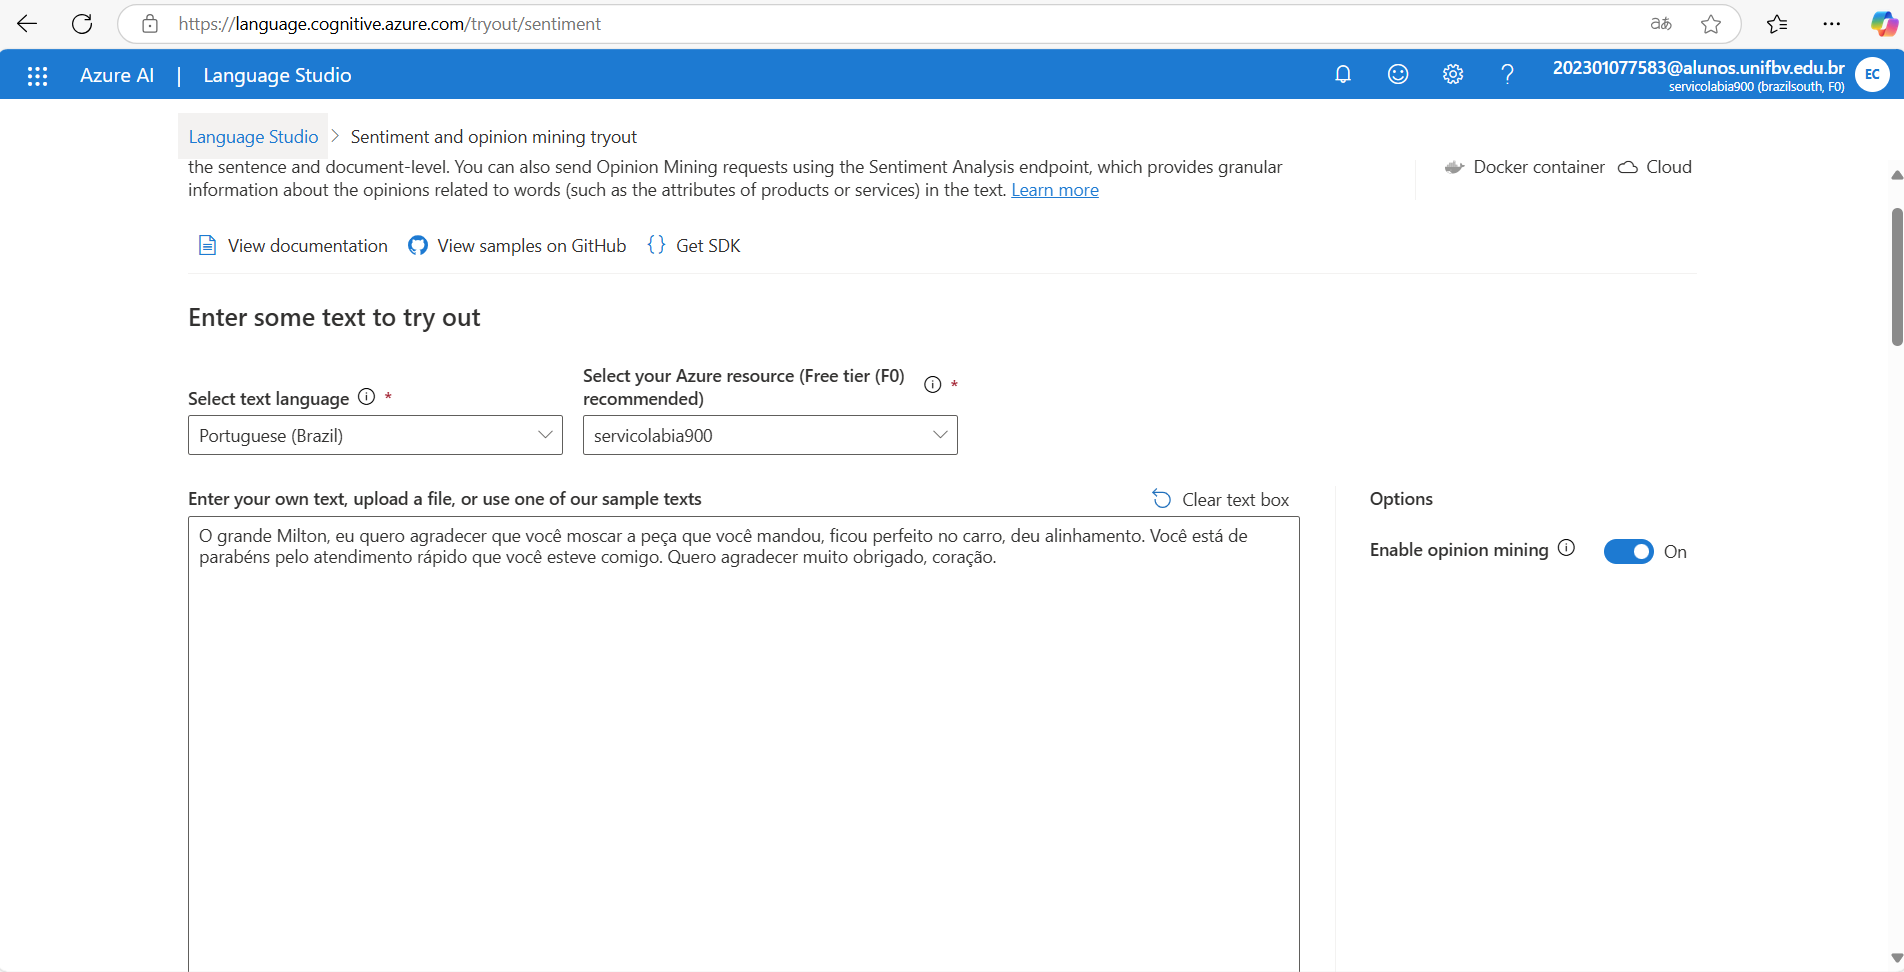 https://language.cognitive.azure.com/tryout/sentiment
Azure AI | Language Studio
202301077583@alunos.unifbv.edu.br
servicolabia900 (brazilsouth, F0)
EC
Language Studio > Sentiment and opinion mining tryout
the sentence and document-level. You can also send Opinion Mining requests using the Sentiment Analysis endpoint, which provides granular
information about the opinions related to words (such as the attributes of products or services) in the text. Learn more
Docker container Cloud
View documentation View samples on GitHub {} Get SDK
Enter some text to try out
Select text language *
Select your Azure resource (Free tier (F0)
recommended) *
Portuguese (Brazil)
servicolabia900
Enter your own text, upload a file, or use one of our sample texts
Clear text box
O grande Milton, eu quero agradecer que você moscar a peça que você mandou, ficou perfeito no carro, deu alinhamento. Você está de
parabéns pelo atendimento rápido que você esteve comigo. Quero agradecer muito obrigado, coração.
Options
Enable opinion mining On